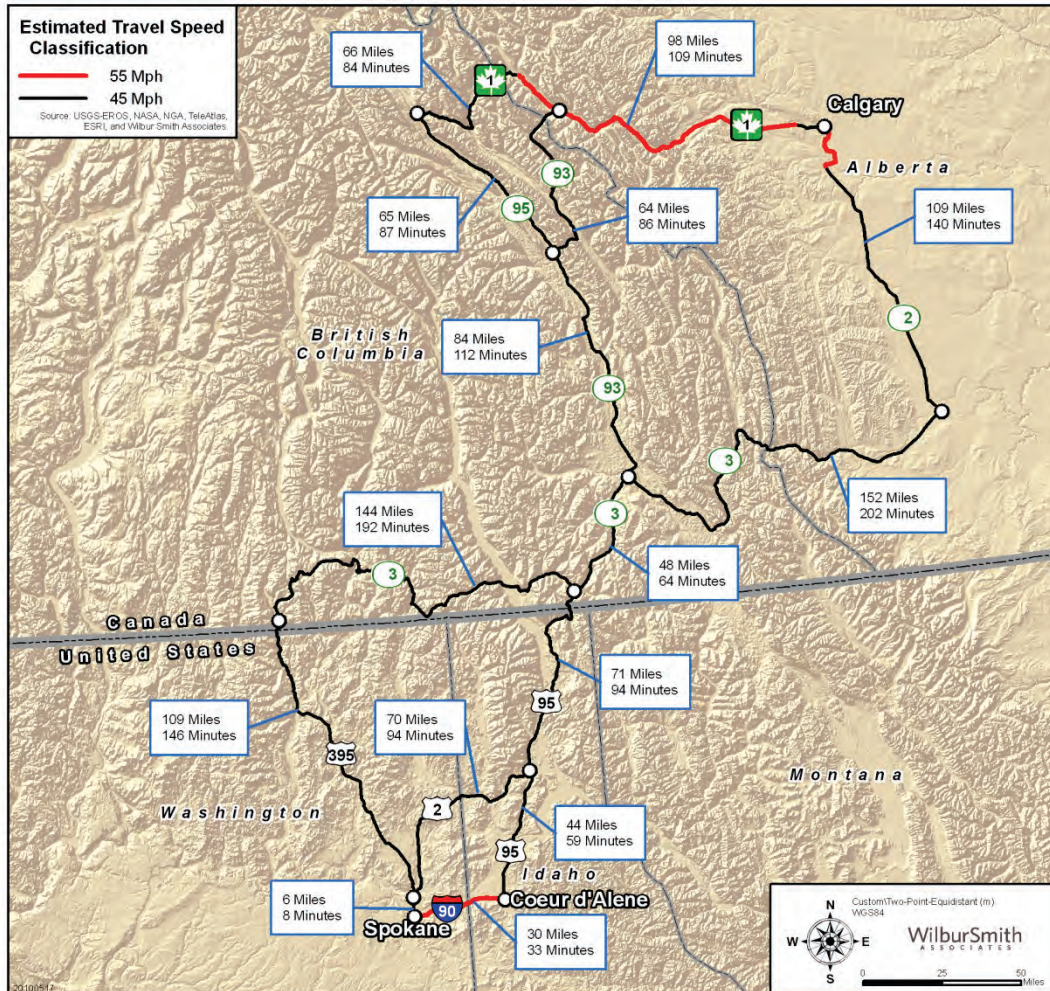 Estimated Travel Speed
Classification
55 Mph
45 Mph
Source: USGS-EROS, NASA, NGA, TeleAtlas,
ESRI, and Wilbur Smith Associates.
66 Miles
84 Minutes
98 Miles
109 Minutes
1
1
Calgary
Alberta
93
95
65 Miles
87 Minutes
64 Miles
86 Minutes
109 Miles
140 Minutes
2
British
Columbia
84 Miles
112 Minutes
93
3
3
152 Miles
202 Minutes
144 Miles
192 Minutes
3
48 Miles
64 Minutes
Canada
United States
71 Miles
94 Minutes
95
109 Miles
146 Minutes
70 Miles
94 Minutes
395
Montana
Washington
2
44 Miles
59 Minutes
95
Idaho
6 Miles
8 Minutes
Coeur d'Alene
90
Spokane
30 Miles
33 Minutes
Custom\Two-Point-Equidistant (m)
WGS84
N
W
E
S
WilburSmith
ASSOCIATES
0 25 50
Miles
20100517